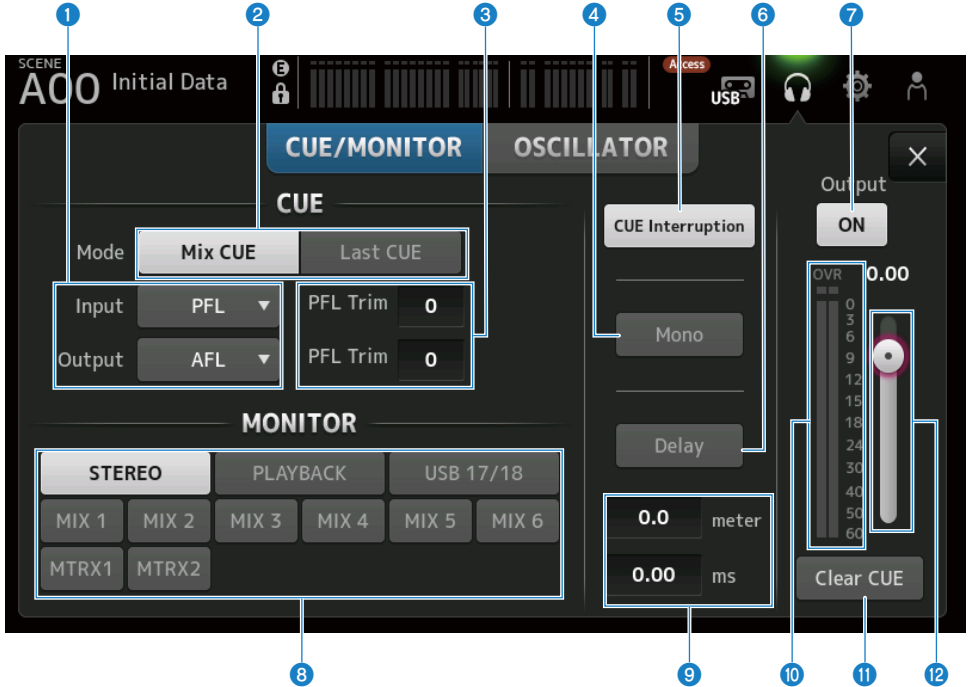 1 2 3 4 5 6 7
SCENE
A00 Initial Data E Access USB
CUE/MONITOR OSCILLATOR ×
CUE
Mode Mix CUE Last CUE
Input PFL ▼ PFL Trim 0
Output AFL ▼ PFL Trim 0
MONITOR
STEREO PLAYBACK USB 17/18
MIX 1 MIX 2 MIX 3 MIX 4 MIX 5 MIX 6
MTRX1 MTRX2
CUE Interruption
Mono
Delay
0.0 meter
0.00 ms
Output
ON
OVR 0.00
0
3
6
9
12
15
18
24
30
40
50
60
Clear CUE
8 9 10 11 12